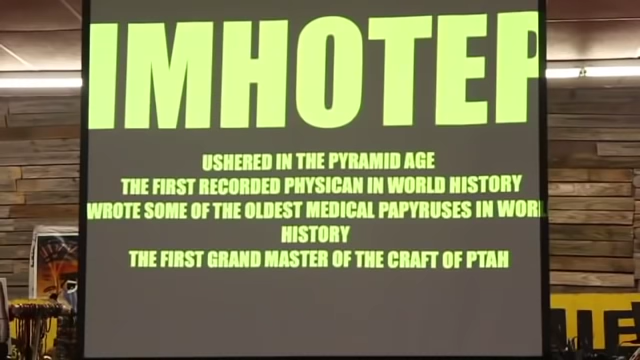 IMHOTEP
USHERED IN THE PYRAMID AGE
THE FIRST RECORDED PHYSICAN IN WORLD HISTORY
WROTE SOME OF THE OLDEST MEDICAL PAPYRUSES IN WORL
HISTORY
THE FIRST GRAND MASTER OF THE CRAFT OF PTAH